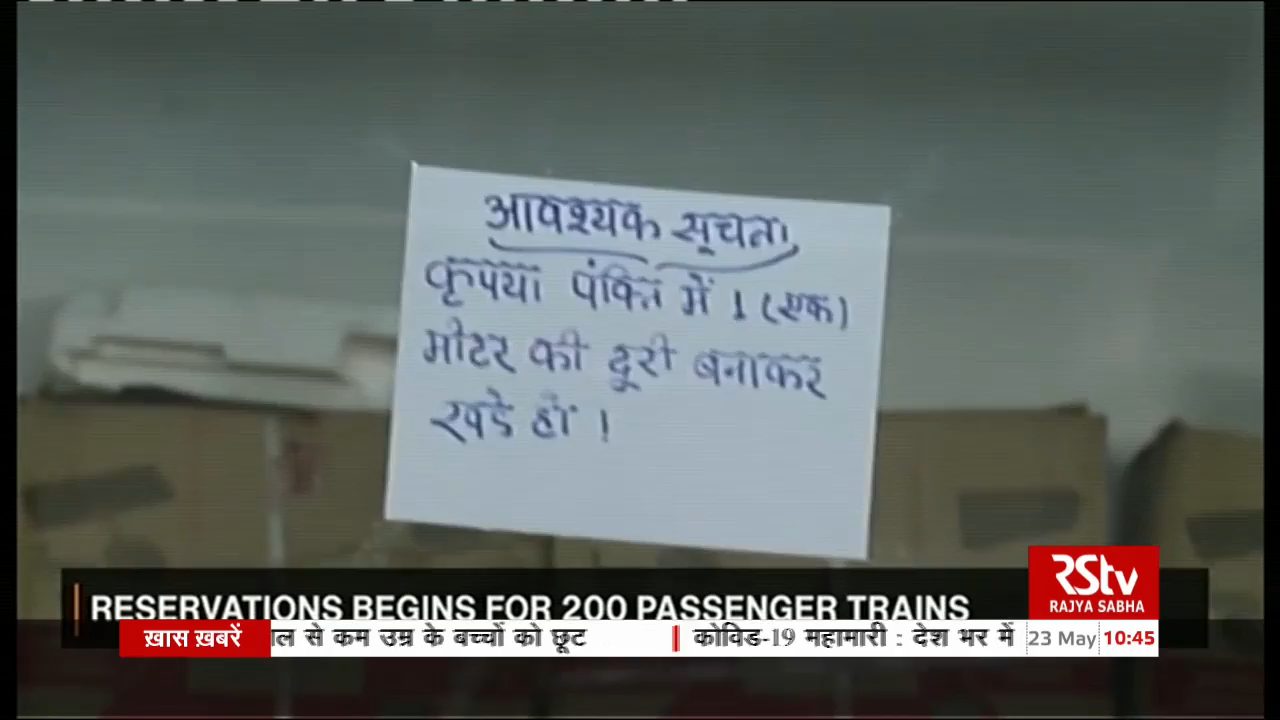 आवश्यक सूचना
कृपया पंक्ति में 1 (एक)
मीटर की दूरी बनाकर
खडे हों !
RESERVATIONS BEGINS FOR 200 PASSENGER TRAINS
RStv
RAJYA SABHA
ख़ास ख़बरें
ाल से कम उम्र के बच्चों को छूट
कोविड-19 महामारी : देश भर में
23 May
10:45